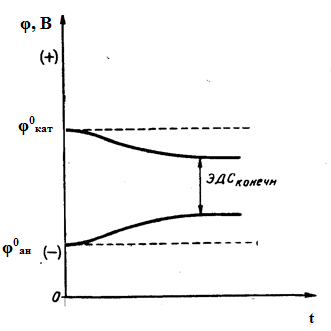 φ, В
(+)
φ⁰кат
ЭДСконечн
φ⁰ан (−)
0
t